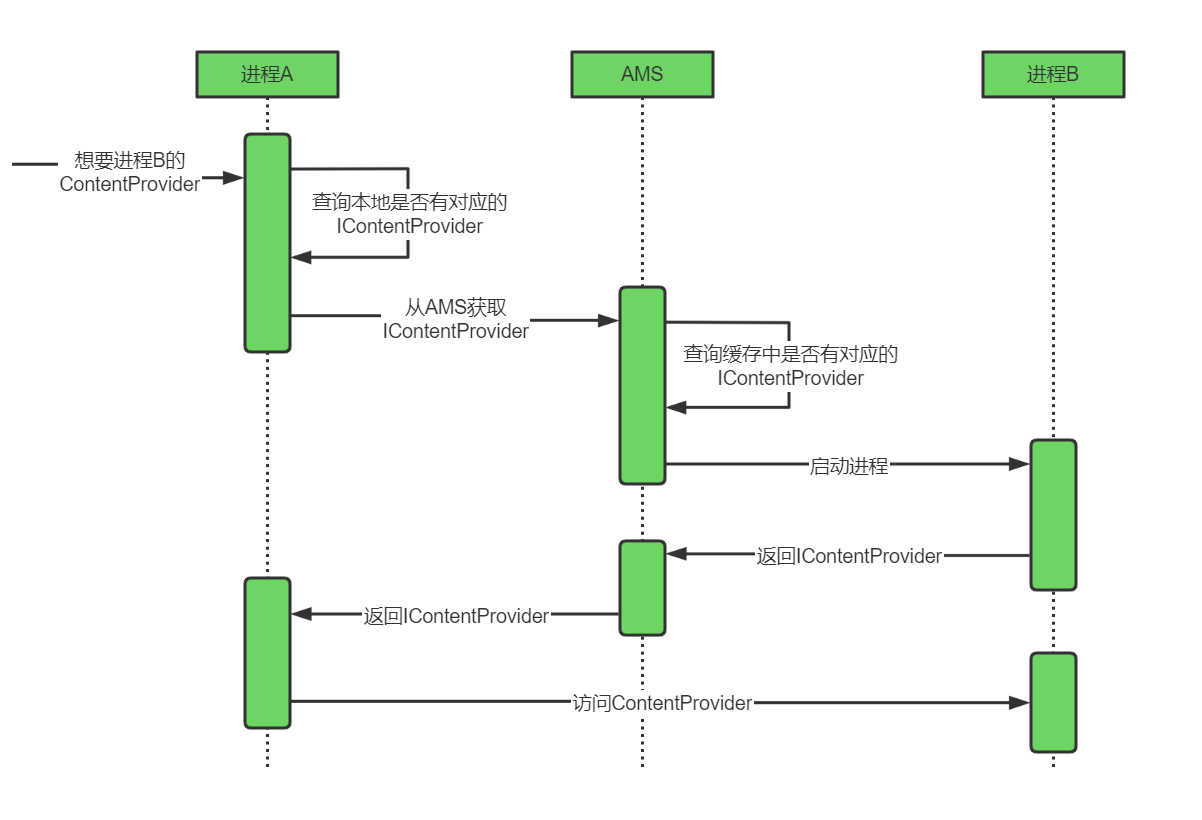 进程A
AMS
进程B
想要进程B的
ContentProvider
查询本地是否有对应的
IContentProvider
从AMS获取
IContentProvider
查询缓存中是否有对应的
IContentProvider
启动进程
返回IContentProvider
返回IContentProvider
访问ContentProvider